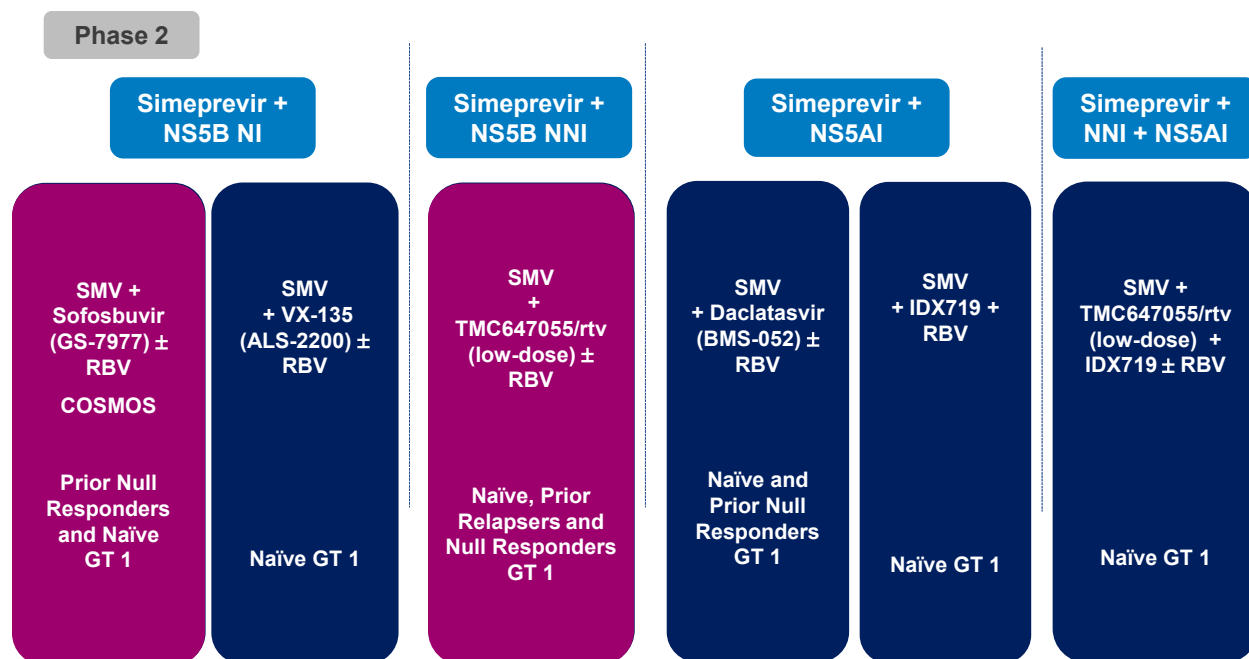 Phase 2
Simeprevir +
NS5B NI
Simeprevir +
NS5B NNI
Simeprevir +
NS5AI
Simeprevir +
NNI + NS5AI
SMV +
Sofosbuvir
(GS-7977) ±
RBV
COSMOS
Prior Null
Responders
and Naïve
GT 1
SMV
+ VX-135
(ALS-2200) ±
RBV
Naïve GT 1
SMV
+
TMC647055/rtv
(low-dose) ±
RBV
Naïve, Prior
Relapsers and
Null Responders
GT 1
SMV
+ Daclatasvir
(BMS-052) ±
RBV
Naïve and
Prior Null
Responders
GT 1
SMV
+ IDX719 +
RBV
Naïve GT 1
SMV +
TMC647055/rtv
(low-dose) +
IDX719 ± RBV
Naïve GT 1